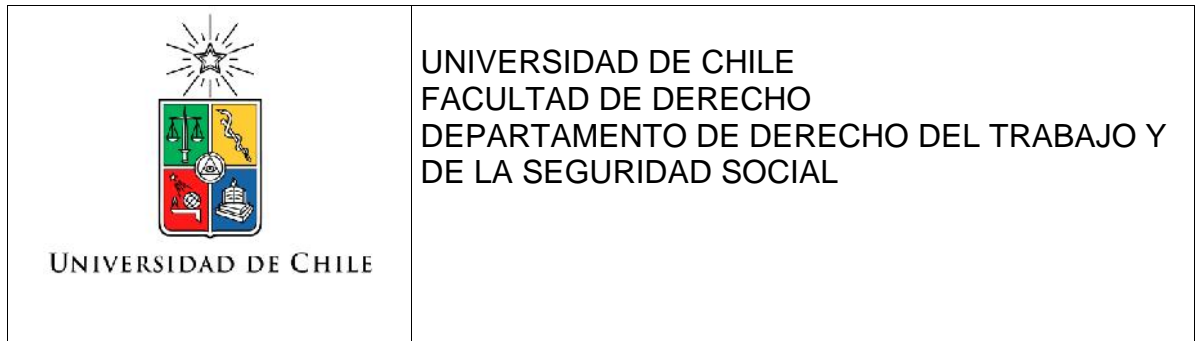 UNIVERSIDAD DE CHILE
UNIVERSIDAD DE CHILE
FACULTAD DE DERECHO
DEPARTAMENTO DE DERECHO DEL TRABAJO Y
DE LA SEGURIDAD SOCIAL